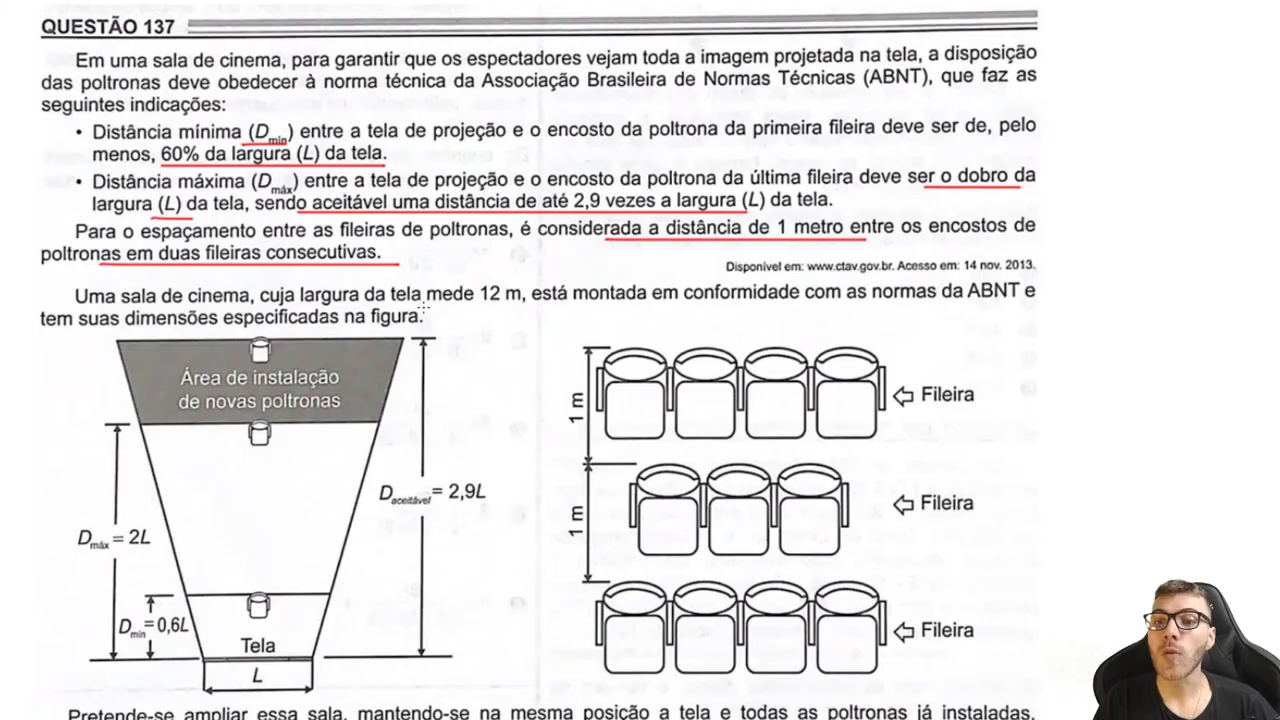 QUESTÃO 137
Em uma sala de cinema, para garantir que os espectadores vejam toda a imagem projetada na tela, a disposição
das poltronas deve obedecer à norma técnica da Associação Brasileira de Normas Técnicas (ABNT), que faz as
seguintes indicações:
• Distância mínima (Dmín) entre a tela de projeção e o encosto da poltrona da primeira fileira deve ser de, pelo
menos, 60% da largura (L) da tela.
• Distância máxima (Dmáx) entre a tela de projeção e o encosto da poltrona da última fileira deve ser o dobro da
largura (L) da tela, sendo aceitável uma distância de até 2,9 vezes a largura (L) da tela.
Para o espaçamento entre as fileiras de poltronas, é considerada a distância de 1 metro entre os encostos de
poltronas em duas fileiras consecutivas.
Disponível em: www.ctav.gov.br. Acesso em: 14 nov. 2013.
Uma sala de cinema, cuja largura da tela mede 12 m, está montada em conformidade com as normas da ABNT e
tem suas dimensões especificadas na figura.
Área de instalação
de novas poltronas
Daceitável = 2,9L
Dmáx = 2L
Dmín = 0,6L
Tela
L
1 m
Fileira
1 m
Fileira
Fileira
Pretende-se ampliar essa sala, mantendo-se na mesma posição a tela e todas as poltronas já instaladas,